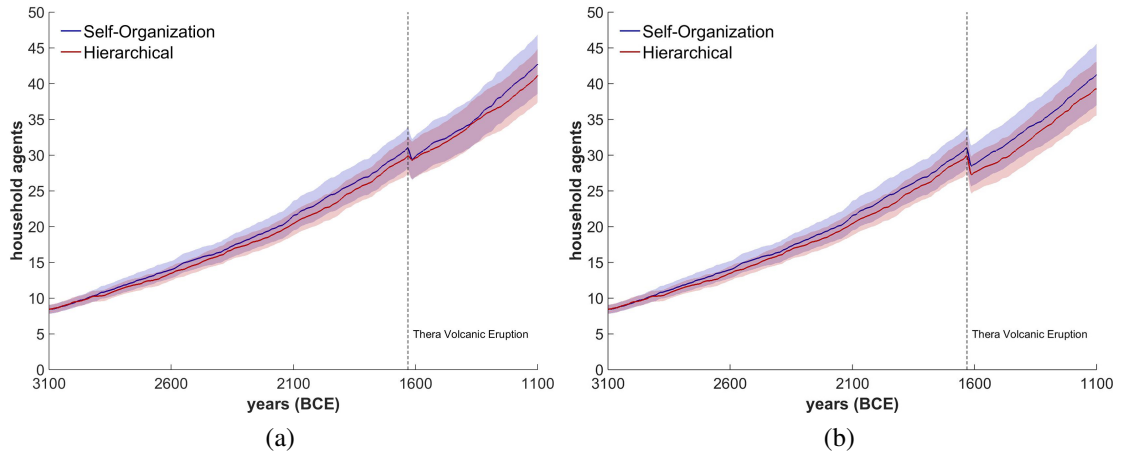 50
45
40
35
30
25
20
15
10
5
0
household agents
Self-Organization
Hierarchical
Thera Volcanic Eruption
3100 2600 2100 1600 1100
years (BCE)
(a)
50
45
40
35
30
25
20
15
10
5
0
household agents
Self-Organization
Hierarchical
Thera Volcanic Eruption
3100 2600 2100 1600 1100
years (BCE)
(b)